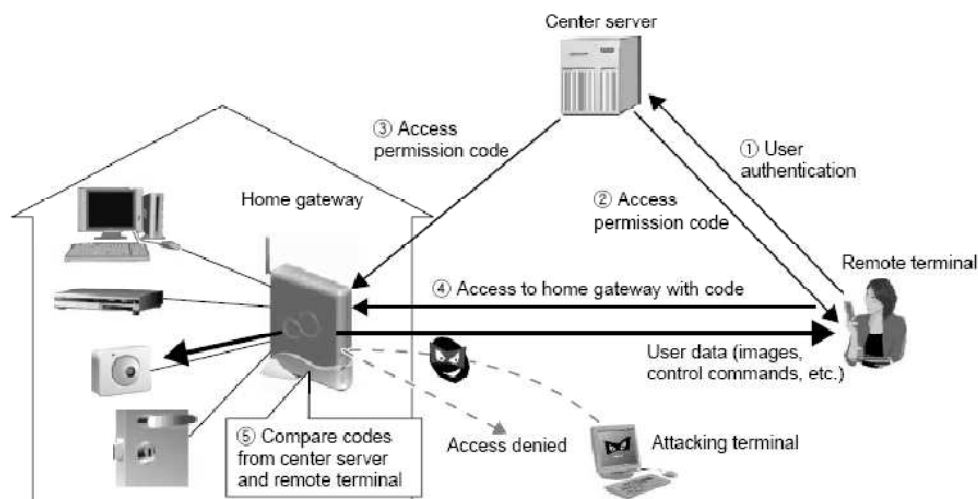 Center server
③ Access
permission code
① User
authentication
② Access
permission code
Home gateway
Remote terminal
④ Access to home gateway with code
User data (images,
control commands, etc.)
⑤ Compare codes
from center server
and remote terminal
Access denied
Attacking terminal